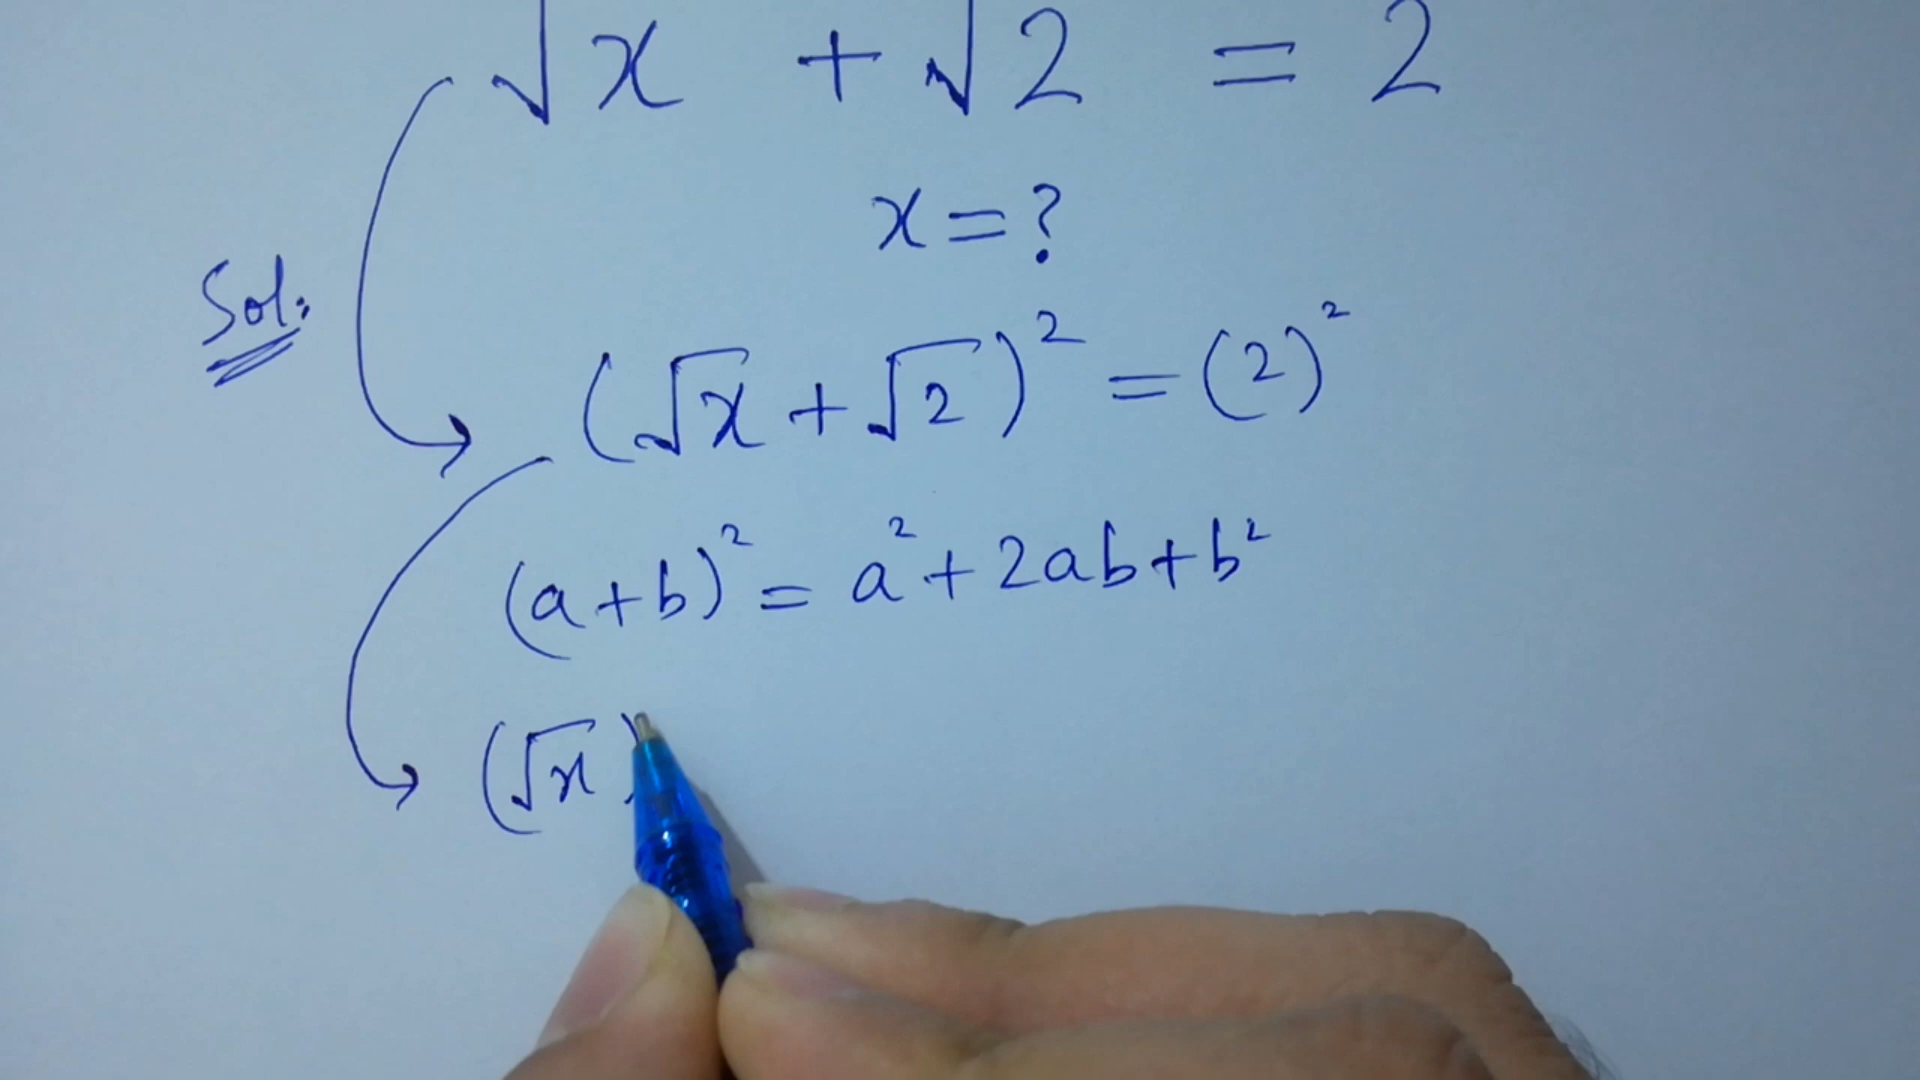 √x + √2 = 2
x = ?
Sol:
(√x + √2)² = (2)²
(a+b)² = a² + 2ab + b²
(√x)